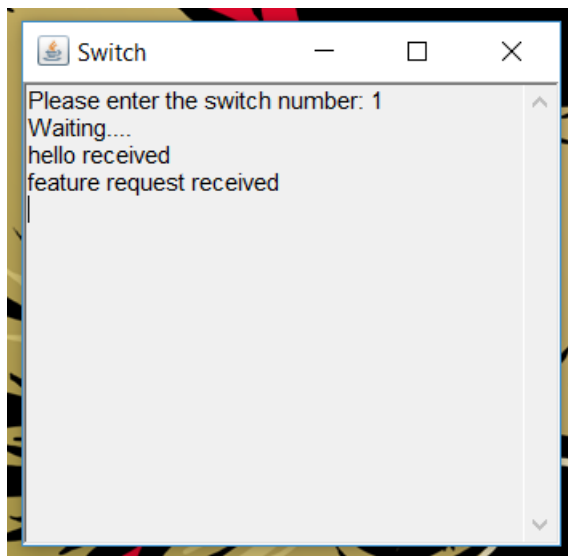 Switch
Please enter the switch number: 1
Waiting....
hello received
feature request received